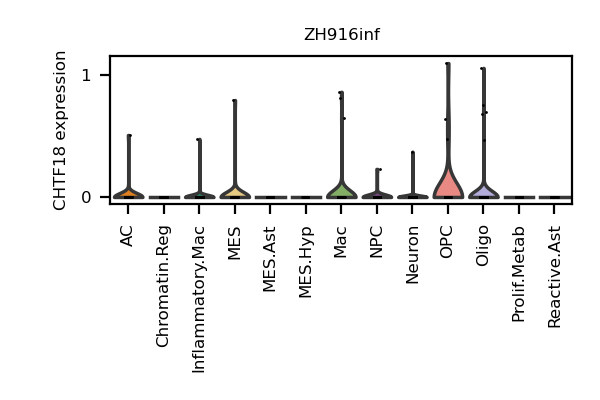 ZH916inf
CHTF18 expression
1
0
AC
Chromatin.Reg
Inflammatory.Mac
MES
MES.Ast
MES.Hyp
Mac
NPC
Neuron
OPC
Oligo
Prolif.Metab
Reactive.Ast